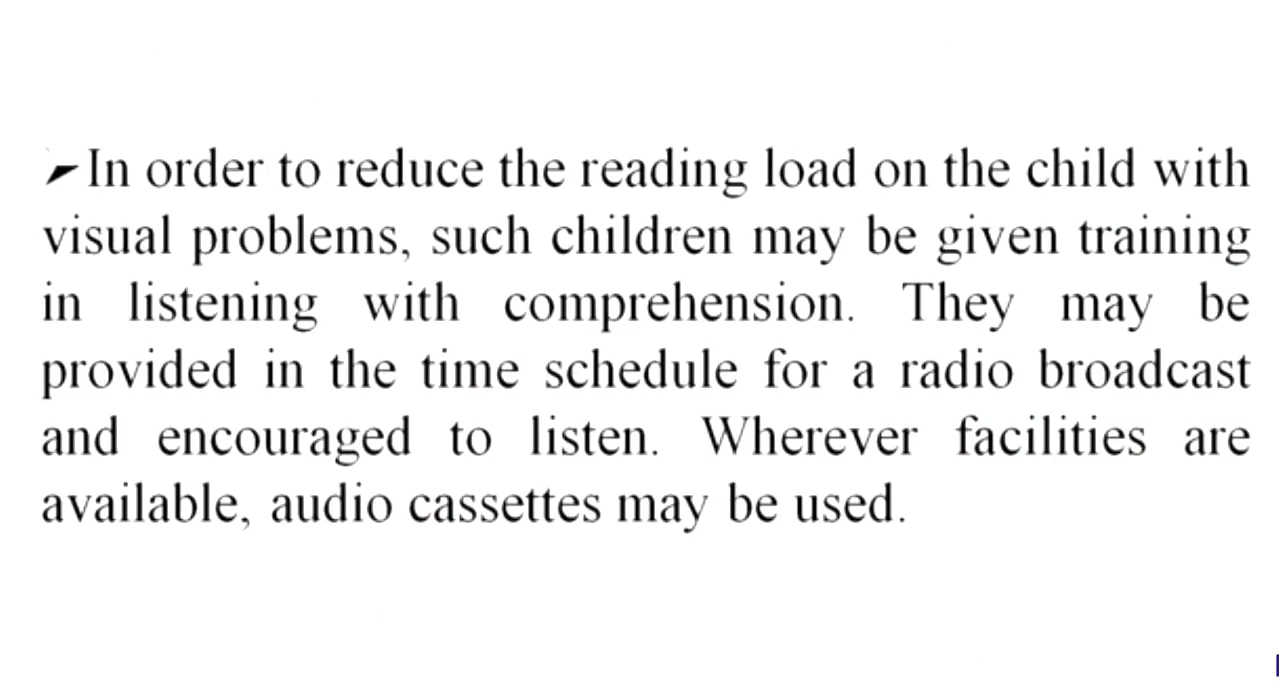 ➢In order to reduce the reading load on the child with
visual problems, such children may be given training
in listening with comprehension. They may be
provided in the time schedule for a radio broadcast
and encouraged to listen. Wherever facilities are
available, audio cassettes may be used.